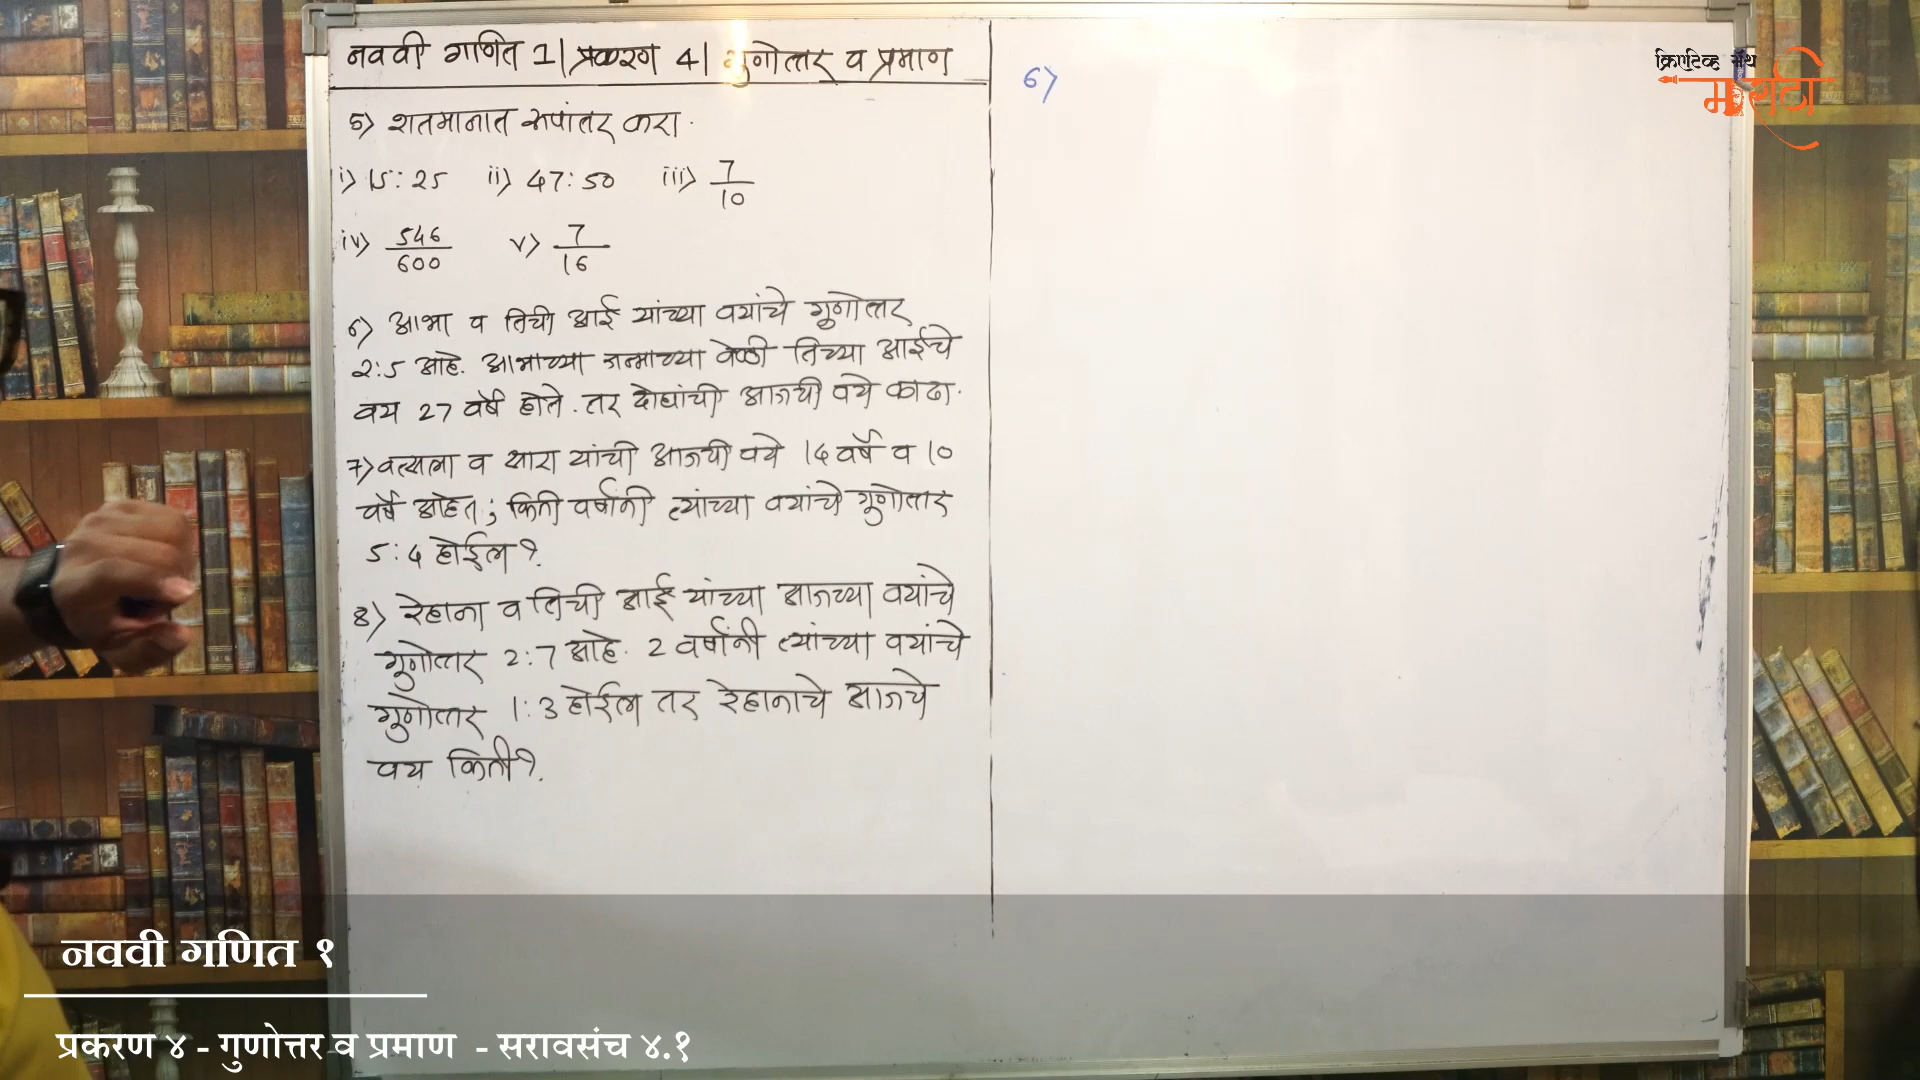 नववी गणित 1| प्रकरण 4| गुणोत्तर व प्रमाण
5) शतमानात रूपांतर करा.
i) 15:25 ii) 47:50 iii) 7/10
iv) 546/600 v) 7/16
6) आभा व तिची आई यांच्या वयांचे गुणोत्तर
2:5 आहे. आभाच्या जन्माच्या वेळी तिच्या आईचे
वय 27 वर्षे होते. तर दोघांची आजची वये काढा.
7) वत्सला व सारा यांची आजची वये 14 वर्षे व 10
वर्षे आहेत; किती वर्षांनी त्यांच्या वयांचे गुणोत्तर
5:4 होईल?
8) रेहाना व तिची आई यांच्या आजच्या वयांचे
गुणोत्तर 2:7 आहे. 2 वर्षांनी त्यांच्या वयांचे
गुणोत्तर 1:3 होईल तर रेहानाचे आजचे
वय किती?
6)
क्रिएटिव्ह मॅथ
मराठी
नववी गणित १
प्रकरण ४ - गुणोत्तर व प्रमाण - सरावसंच ४.१